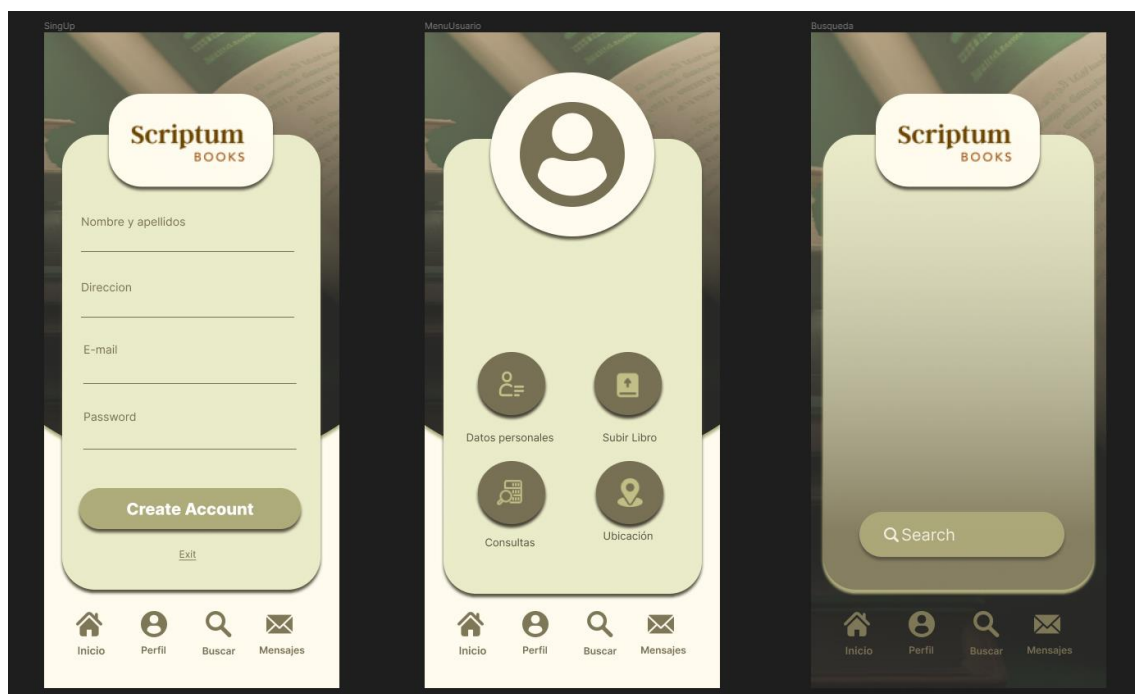 SingUp
Scriptum
BOOKS
Nombre y apellidos
Direccion
E-mail
Password
Create Account
Exit
Inicio
Perfil
Buscar
Mensajes
MenuUsuario
Datos personales
Subir Libro
Consultas
Ubicación
Inicio
Perfil
Buscar
Mensajes
Busqueda
Scriptum
BOOKS
Search
Inicio
Perfil
Buscar
Mensajes